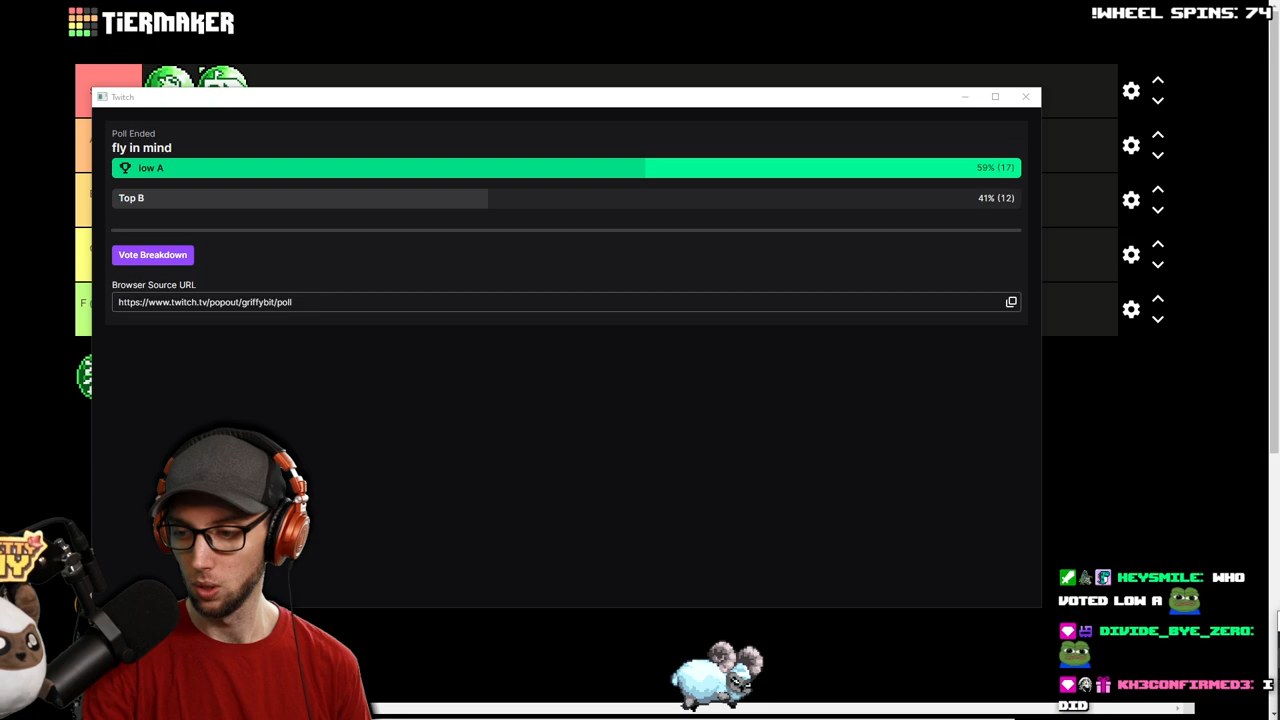 TiERMAKER
!WHEEL SPINS: 74
Twitch
Poll Ended
fly in mind
low A
59% (17)
Top B
41% (12)
Vote Breakdown
Browser Source URL
https://www.twitch.tv/popout/griffybit/poll
F
HEYSMILE: WHO
VOTED LOW A
DIVIDE_BYE_ZERO:
KH3CONFIRMED3: I
DID